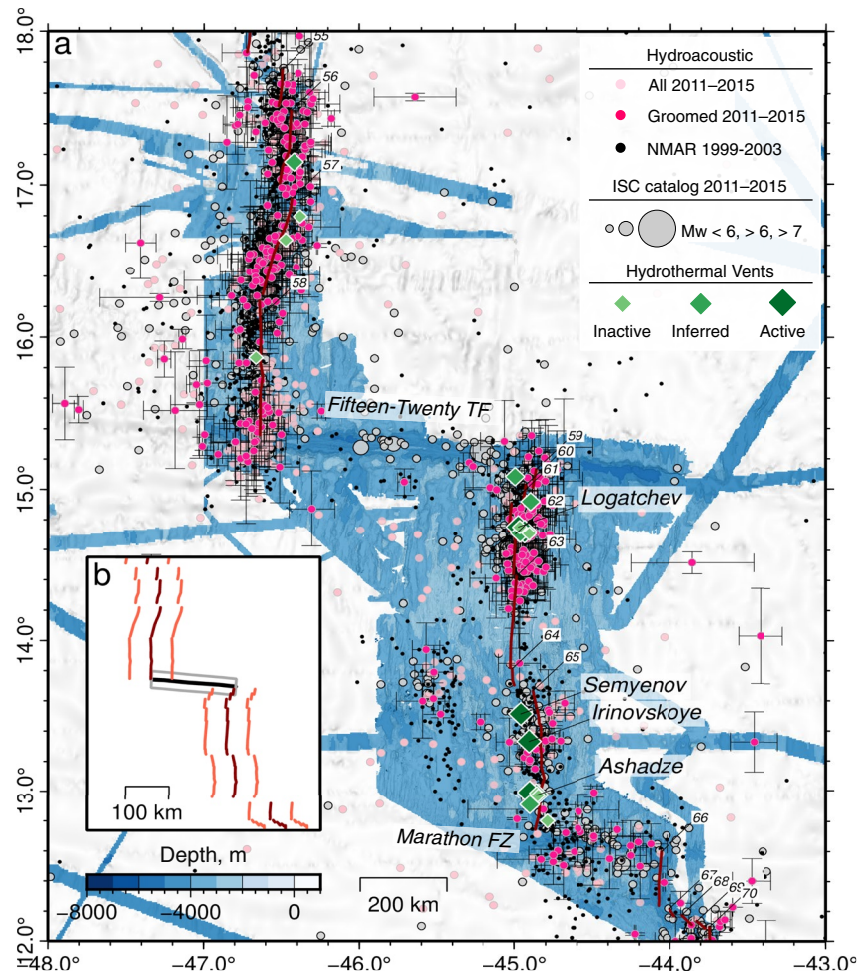 18.0°
a
55
56
57
58
17.0°
16.0°
15.0°
14.0°
13.0°
12.0°
Hydroacoustic
All 2011–2015
Groomed 2011–2015
NMAR 1999-2003
ISC catalog 2011–2015
Mw < 6, > 6, > 7
Hydrothermal Vents
Inactive
Inferred
Active
Fifteen-Twenty TF
59
60
61
62
Logatchev
63
64
65
Semyenov
Irinovskoye
Ashadze
Marathon FZ
66
67
68
69
70
b
100 km
Depth, m
−8000
−4000
0
200 km
−48.0°
−47.0°
−46.0°
−45.0°
−44.0°
−43.0°